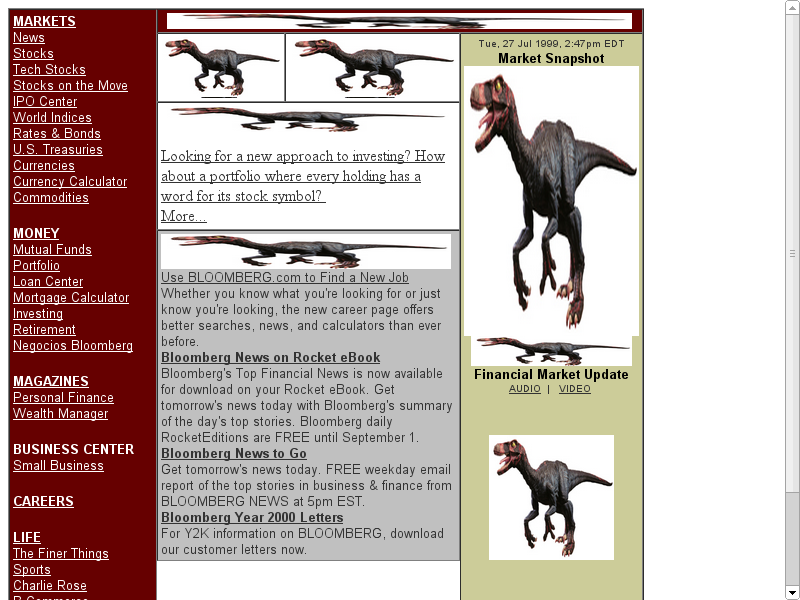 MARKETS
News
Stocks
Tech Stocks
Stocks on the Move
IPO Center
World Indices
Rates & Bonds
U.S. Treasuries
Currencies
Currency Calculator
Commodities
MONEY
Mutual Funds
Portfolio
Loan Center
Mortgage Calculator
Investing
Retirement
Negocios Bloomberg
MAGAZINES
Personal Finance
Wealth Manager
BUSINESS CENTER
Small Business
CAREERS
LIFE
The Finer Things
Sports
Charlie Rose
Looking for a new approach to investing? How
about a portfolio where every holding has a
word for its stock symbol?
More...
Use BLOOMBERG.com to Find a New Job
Whether you know what you're looking for or just
know you're looking, the new career page offers
better searches, news, and calculators than ever
before.
Bloomberg News on Rocket eBook
Bloomberg's Top Financial News is now available
for download on your Rocket eBook. Get
tomorrow's news today with Bloomberg's summary
of the day's top stories. Bloomberg daily
RocketEditions are FREE until September 1.
Bloomberg News to Go
Get tomorrow's news today. FREE weekday email
report of the top stories in business & finance from
BLOOMBERG NEWS at 5pm EST.
Bloomberg Year 2000 Letters
For Y2K information on BLOOMBERG, download
our customer letters now.
Tue, 27 Jul 1999, 2:47pm EDT
Market Snapshot
Financial Market Update
AUDIO | VIDEO